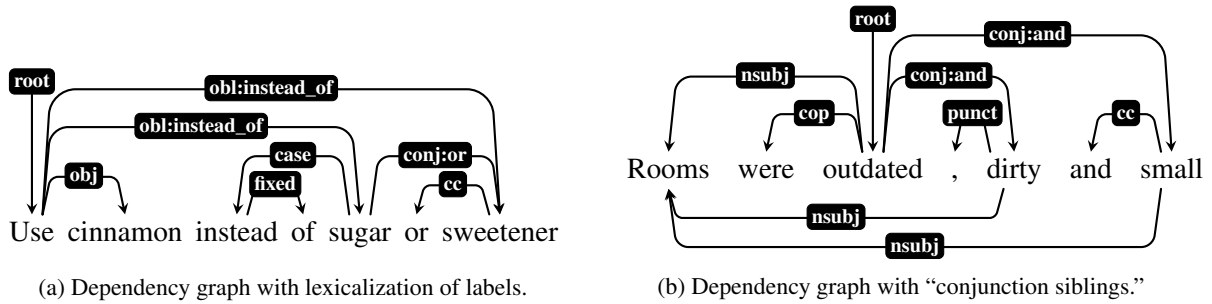 root
obl:instead_of
obl:instead_of
case
conj:or
obj
fixed
cc
Use cinnamon instead of sugar or sweetener
(a) Dependency graph with lexicalization of labels.
root
conj:and
nsubj
conj:and
cop
punct
cc
Rooms were outdated , dirty and small
nsubj
nsubj
(b) Dependency graph with “conjunction siblings.”